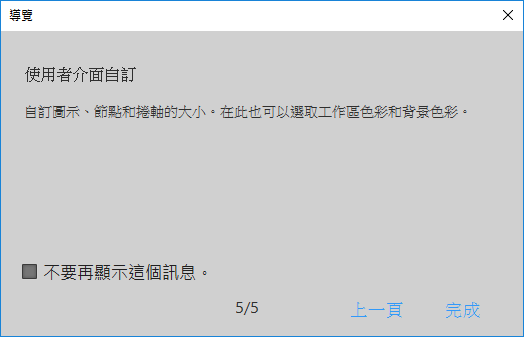 導覽
使用者介面自訂
自訂圖示、節點和捲軸的大小。在此也可以選取工作區色彩和背景色彩。
不要再顯示這個訊息。
5/5
上一頁
完成